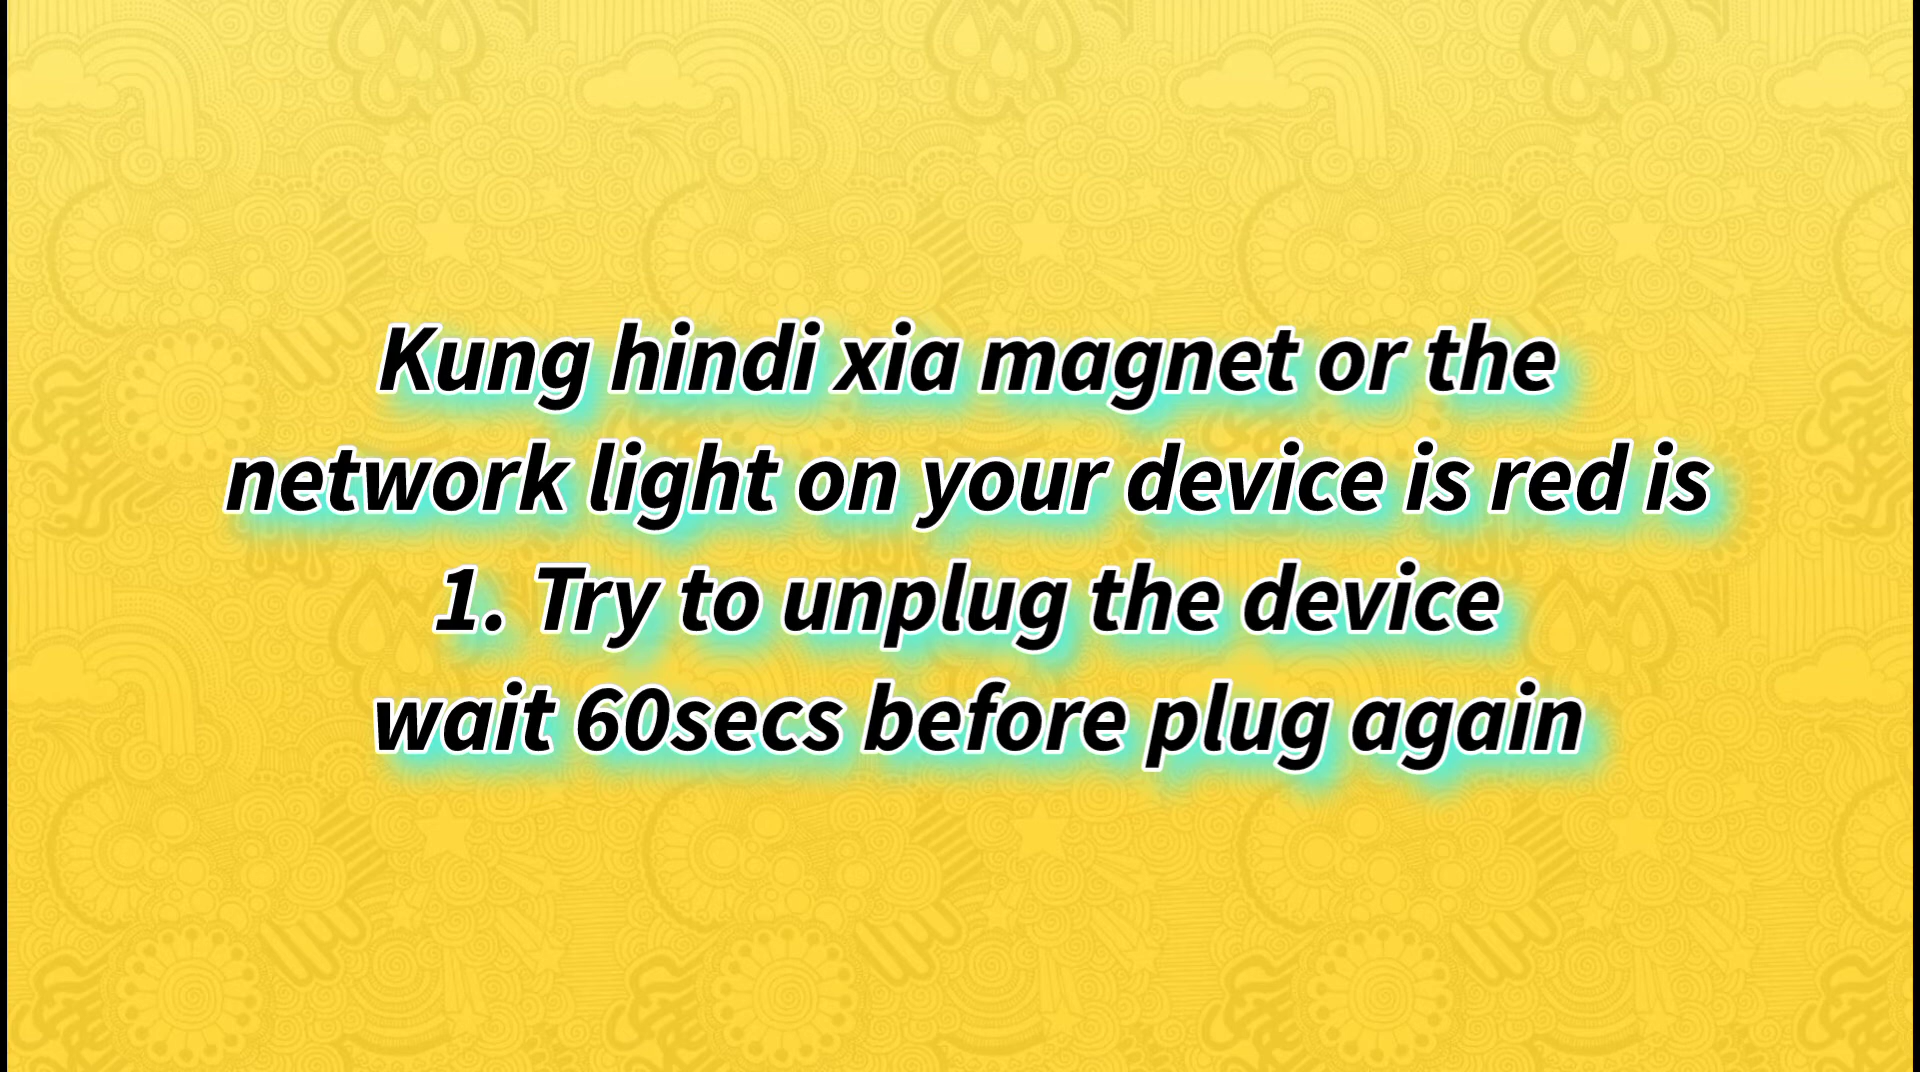 Kung hindi xia magnet or the
network light on your device is red is
1. Try to unplug the device
wait 60secs before plug again